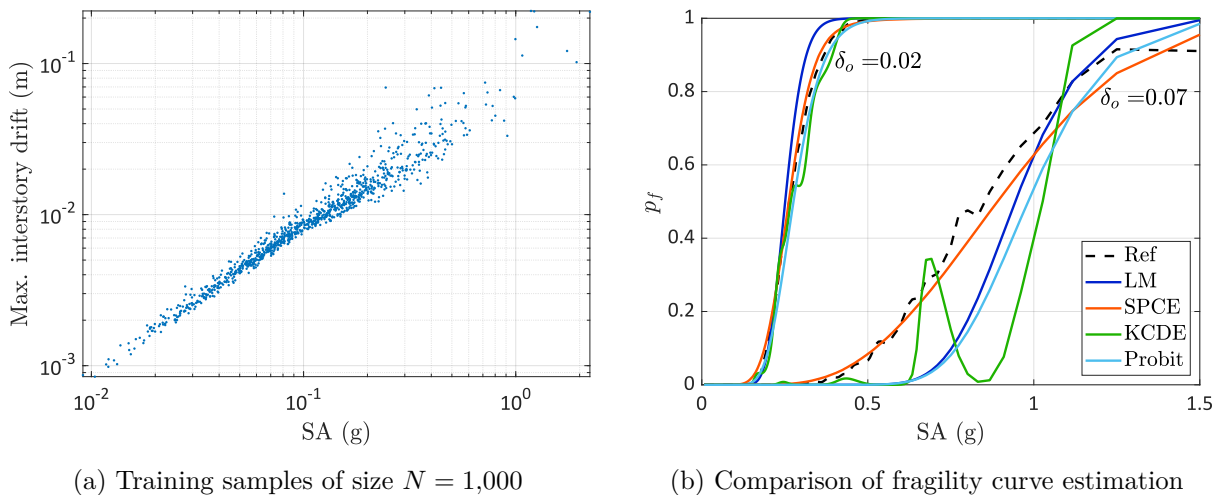 Max. interstory drift (m)
10^{-1}
10^{-2}
10^{-3}
10^{-2}
10^{-1}
10^{0}
SA (g)
(a) Training samples of size N = 1,000
p_f
1
0.8
0.6
0.4
0.2
0
0
0.5
1
1.5
SA (g)
δ_o =0.02
δ_o =0.07
Ref
LM
SPCE
KCDE
Probit
(b) Comparison of fragility curve estimation